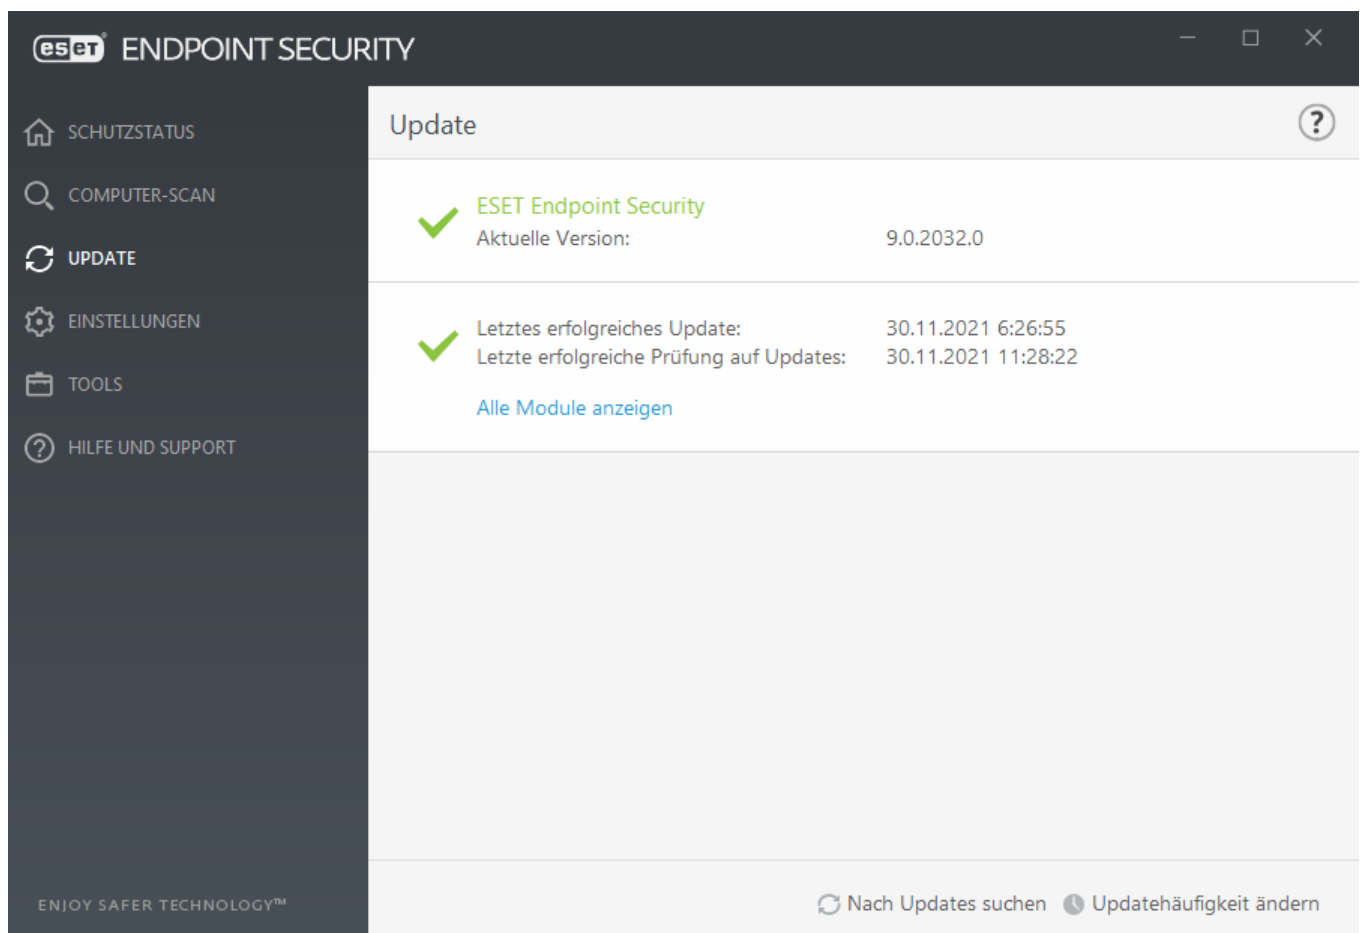 eset ENDPOINT SECURITY
SCHUTZSTATUS
COMPUTER-SCAN
UPDATE
EINSTELLUNGEN
TOOLS
HILFE UND SUPPORT
ENJOY SAFER TECHNOLOGY™
Update
?
ESET Endpoint Security
Aktuelle Version: 9.0.2032.0
Letztes erfolgreiches Update: 30.11.2021 6:26:55
Letzte erfolgreiche Prüfung auf Updates: 30.11.2021 11:28:22
Alle Module anzeigen
Nach Updates suchen Updatehäufigkeit ändern